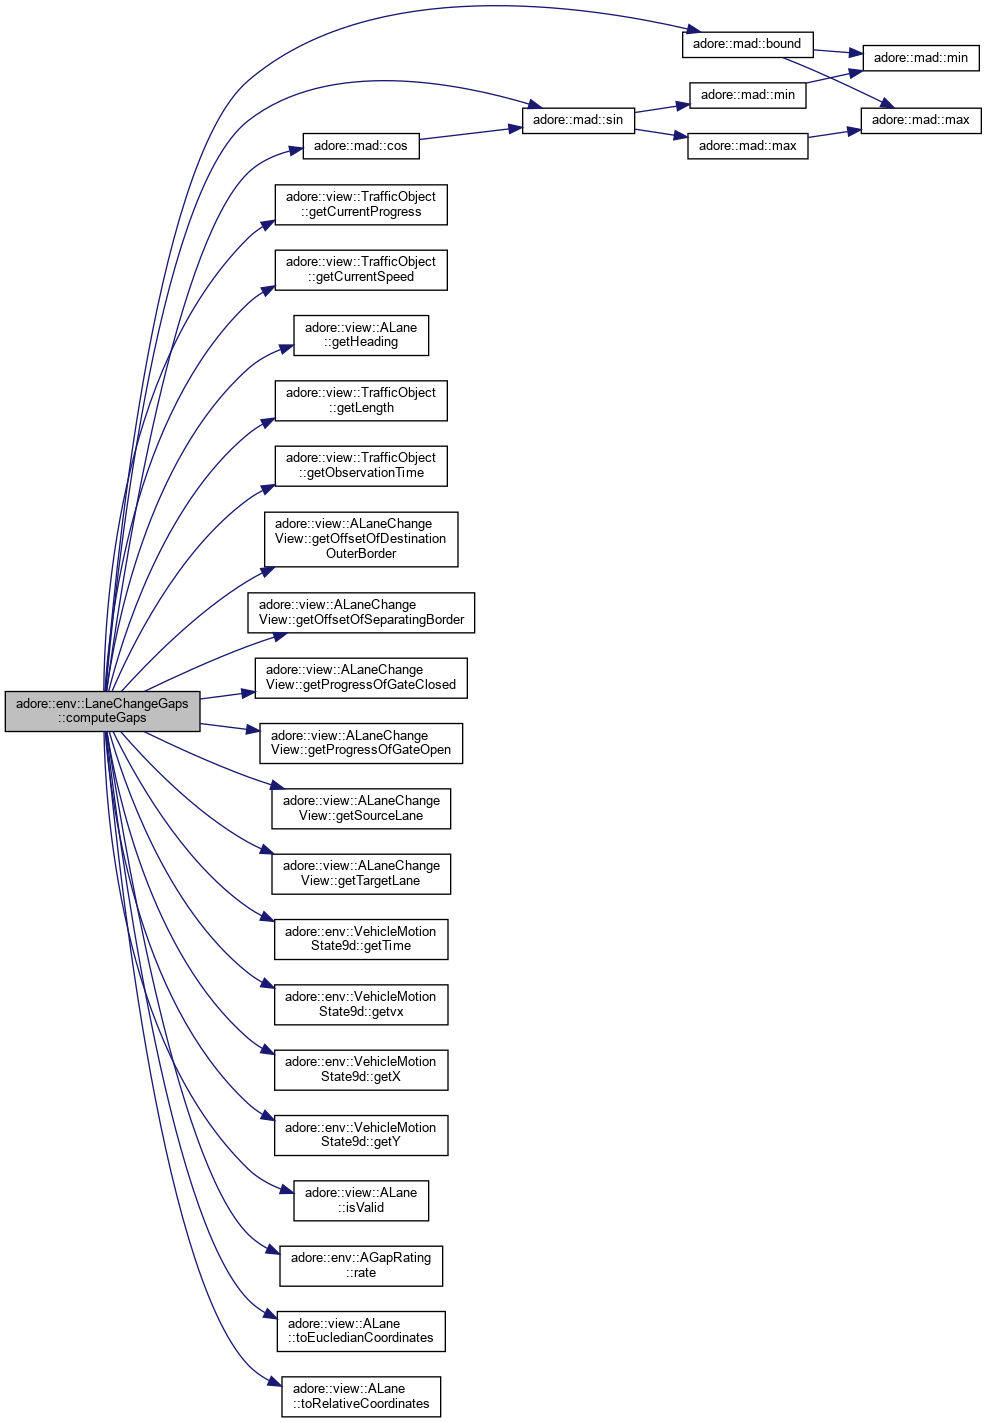 adore::mad::bound
adore::mad::min
adore::mad::min
adore::mad::sin
adore::mad::max
adore::mad::cos
adore::mad::max
adore::view::TrafficObject
::getCurrentProgress
adore::view::TrafficObject
::getCurrentSpeed
adore::view::ALane
::getHeading
adore::view::TrafficObject
::getLength
adore::view::TrafficObject
::getObservationTime
adore::view::ALaneChange
View::getOffsetOfDestination
OuterBorder
adore::view::ALaneChange
View::getOffsetOfSeparatingBorder
adore::view::ALaneChange
View::getProgressOfGateClosed
adore::env::LaneChangeGaps
::computeGaps
adore::view::ALaneChange
View::getProgressOfGateOpen
adore::view::ALaneChange
View::getSourceLane
adore::view::ALaneChange
View::getTargetLane
adore::env::VehicleMotion
State9d::getTime
adore::env::VehicleMotion
State9d::getvx
adore::env::VehicleMotion
State9d::getX
adore::env::VehicleMotion
State9d::getY
adore::view::ALane
::isValid
adore::env::AGapRating
::rate
adore::view::ALane
::toEucledianCoordinates
adore::view::ALane
::toRelativeCoordinates